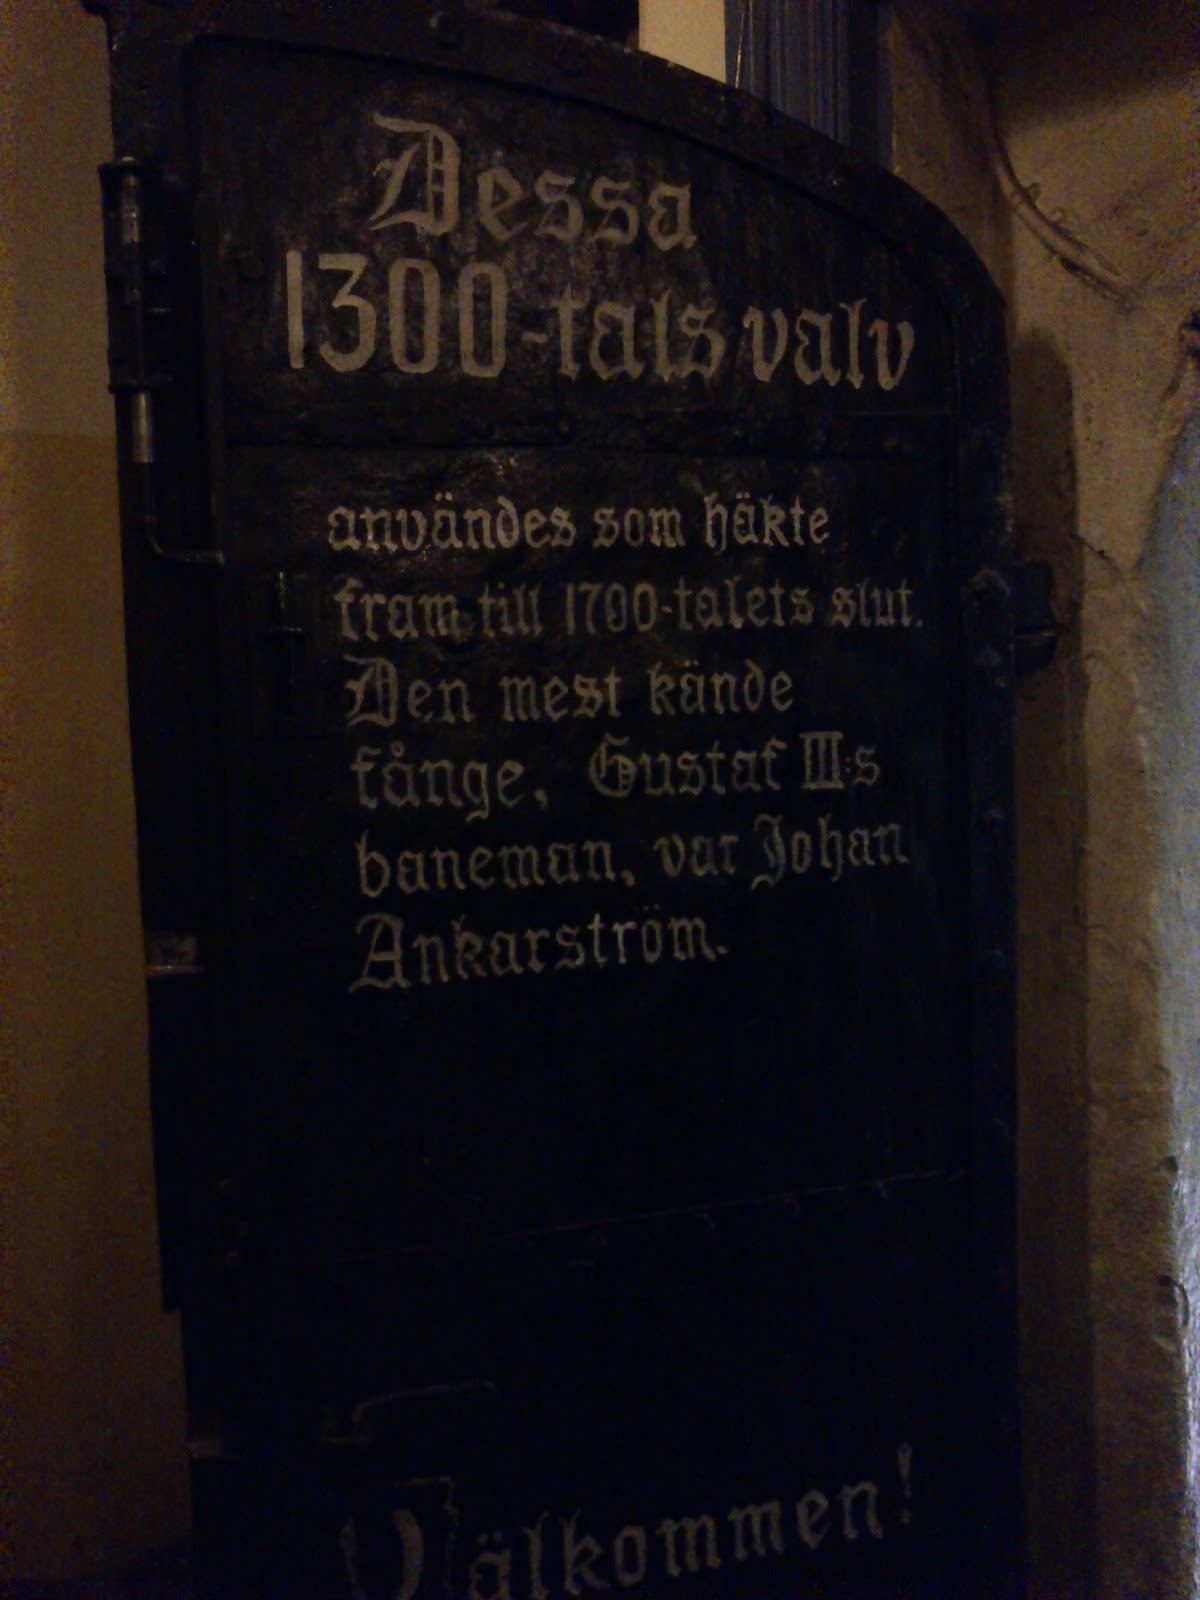 Dessa
1300-tals valv
användes som häkte
fram till 1700-talets slut.
Den mest kände
fånge, Gustaf III:s
baneman, var Johan
Ankarström.
Välkommen!